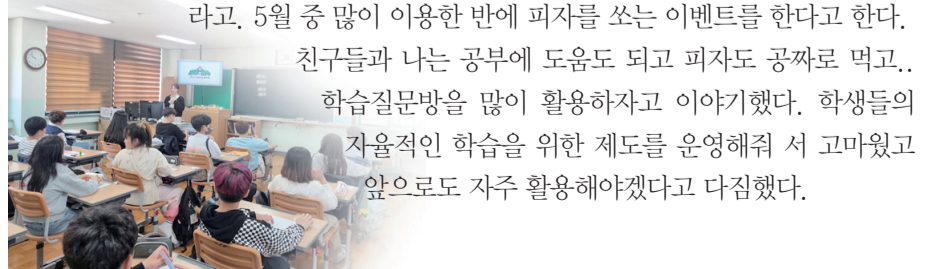 라고. 5월 중 많이 이용한 반에 피자를 쏘는 이벤트를 한다고 한다.
친구들과 나는 공부에 도움도 되고 피자도 공짜로 먹고..
학습질문방을 많이 활용하자고 이야기했다. 학생들의
자율적인 학습을 위한 제도를 운영해줘 서 고마웠고
앞으로도 자주 활용해야겠다고 다짐했다.